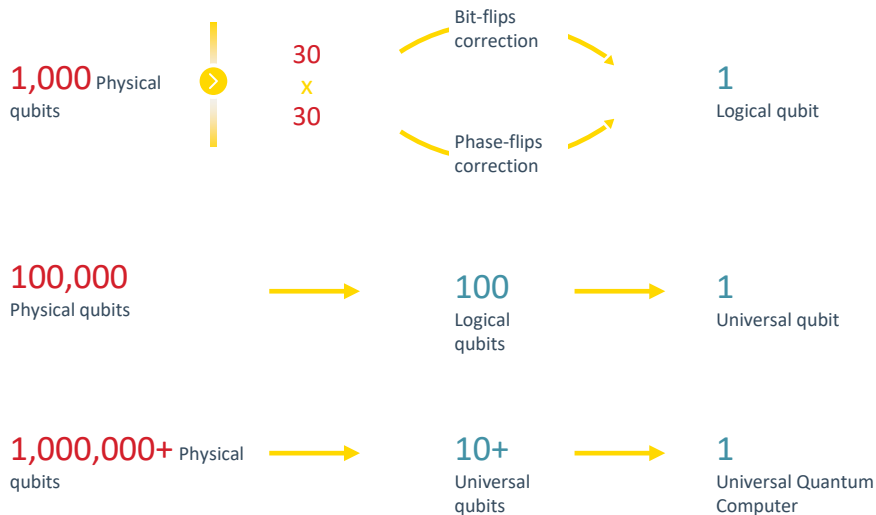 Bit-flips
correction
30
x
30
1,000 Physical
qubits
1
Logical qubit
Phase-flips
correction
100,000
Physical qubits
100
Logical
qubits
1
Universal qubit
1,000,000+ Physical
qubits
10+
Universal
qubits
1
Universal Quantum
Computer